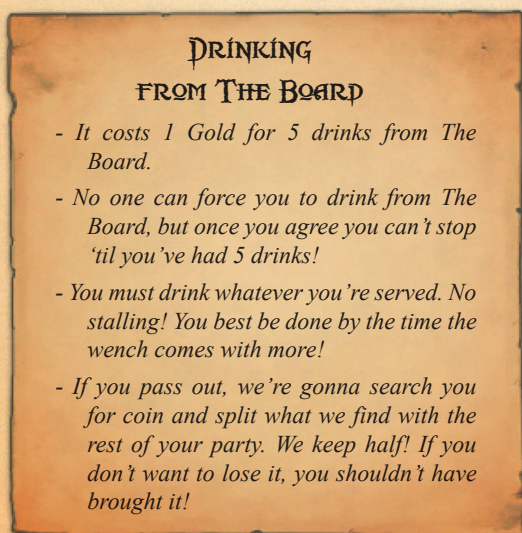 Drinking
from The Board
- It costs 1 Gold for 5 drinks from The
Board.
- No one can force you to drink from The
Board, but once you agree you can’t stop
‘til you’ve had 5 drinks!
- You must drink whatever you’re served. No
stalling! You best be done by the time the
wench comes with more!
- If you pass out, we’re gonna search you
for coin and split what we find with the
rest of your party. We keep half! If you
don’t want to lose it, you shouldn’t have
brought it!